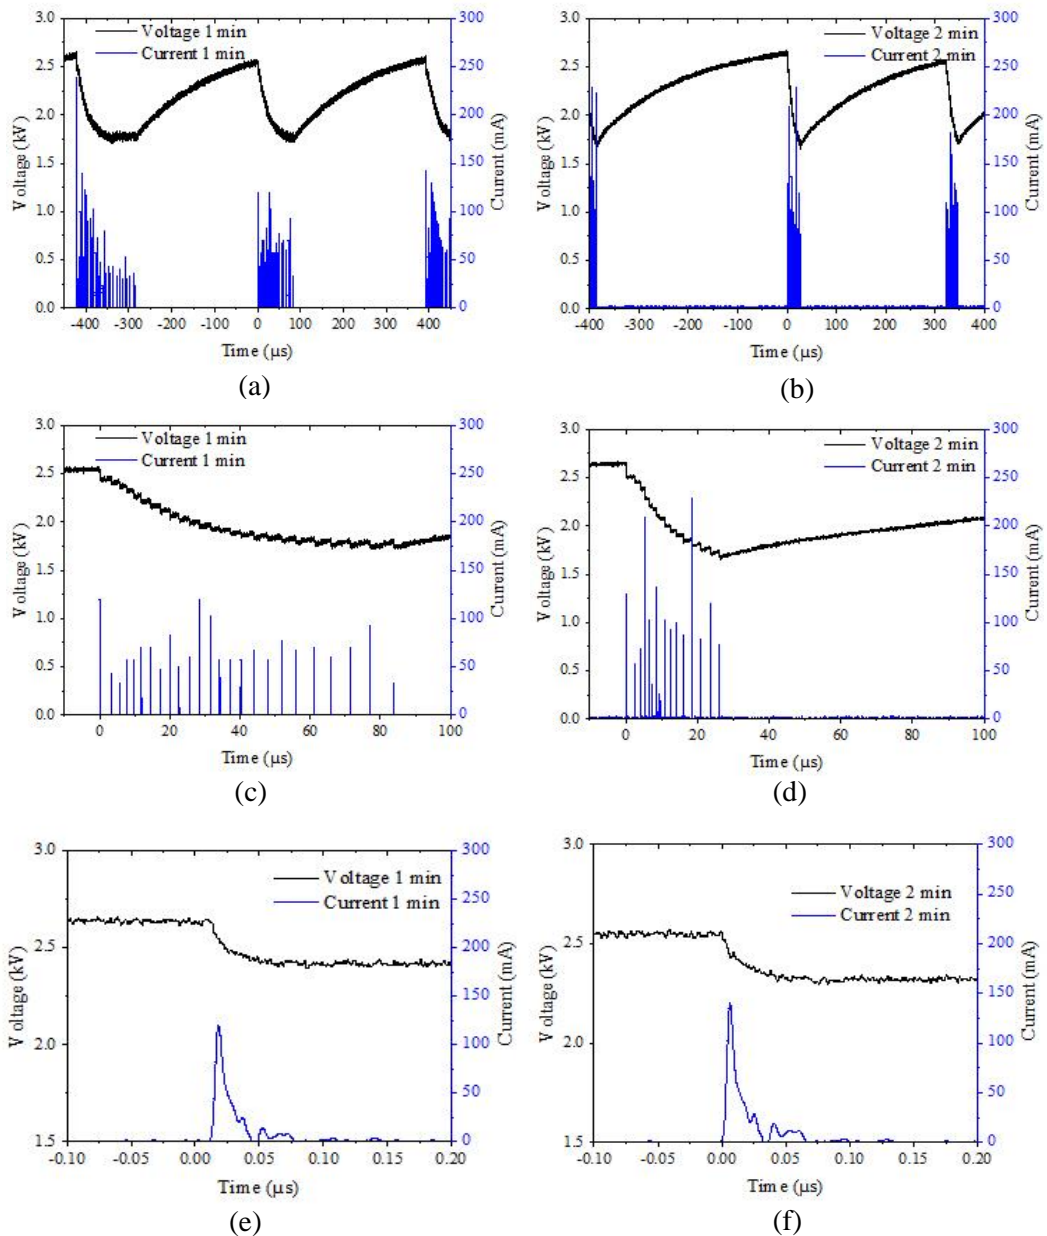 Voltage 1 min
Current 1 min
3.0
2.5
2.0
1.5
1.0
0.5
0.0
Voltage (kV)
300
250
200
150
100
50
0
Current (mA)
-400 -300 -200 -100 0 100 200 300 400
Time (μs)
(a)
Voltage 2 min
Current 2 min
3.0
2.5
2.0
1.5
1.0
0.5
0.0
Voltage (kV)
300
250
200
150
100
50
0
Current (mA)
-400 -300 -200 -100 0 100 200 300 400
Time (μs)
(b)
Voltage 1 min
Current 1 min
3.0
2.5
2.0
1.5
1.0
0.5
0.0
Voltage (kV)
300
250
200
150
100
50
0
Current (mA)
0 20 40 60 80 100
Time (μs)
(c)
Voltage 2 min
Current 2 min
3.0
2.5
2.0
1.5
1.0
0.5
0.0
Voltage (kV)
300
250
200
150
100
50
0
Current (mA)
0 20 40 60 80 100
Time (μs)
(d)
Voltage 1 min
Current 1 min
3.0
2.5
2.0
1.5
Voltage (kV)
300
250
200
150
100
50
0
Current (mA)
-0.10 -0.05 0.00 0.05 0.10 0.15 0.20
Time (μs)
(e)
Voltage 2 min
Current 2 min
3.0
2.5
2.0
1.5
Voltage (kV)
300
250
200
150
100
50
0
Current (mA)
-0.10 -0.05 0.00 0.05 0.10 0.15 0.20
Time (μs)
(f)